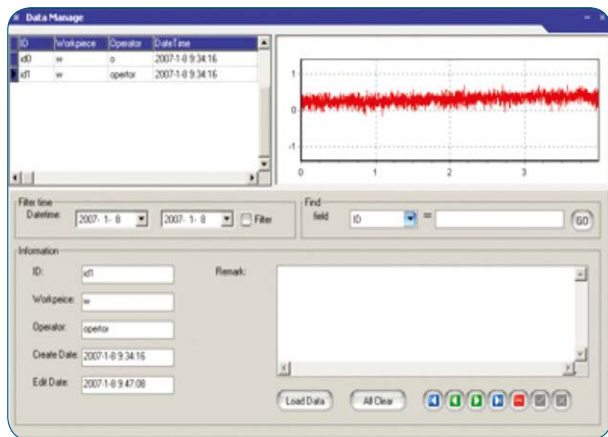 Data Manage
ID Workpiece Operator DateTime
id0 w o 2007-1-8 9:34:16
id1 w opertor 2007-1-8 9:34:16
1
0
-1
0 1 2 3
Filter time
Datetime: 2007- 1- 8 2007- 1- 8 Filter
Find
field ID = GO
Information
ID: id1
Remark:
Workpeice: w
Operator: opertor
Create Date: 2007-1-8 9:34:16
Edit Date: 2007-1-8 9:47:08
Load Data All Clear